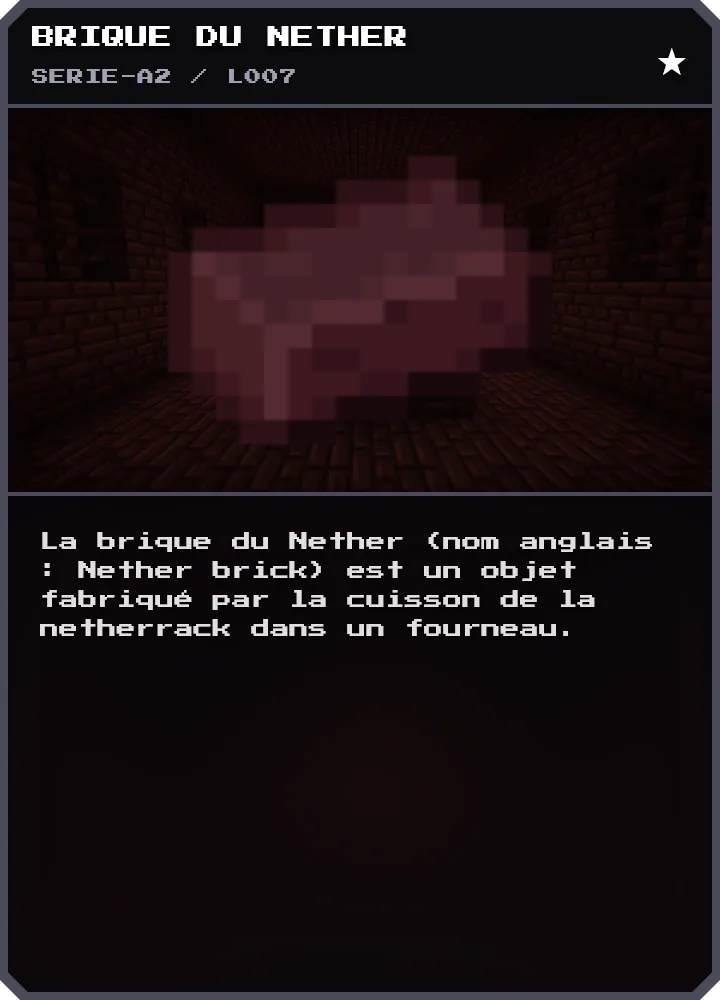 BRIQUE DU NETHER
SERIE-A2 / L007
La brique du Nether (nom anglais
: Nether brick) est un objet
fabriqué par la cuisson de la
netherrack dans un fourneau.